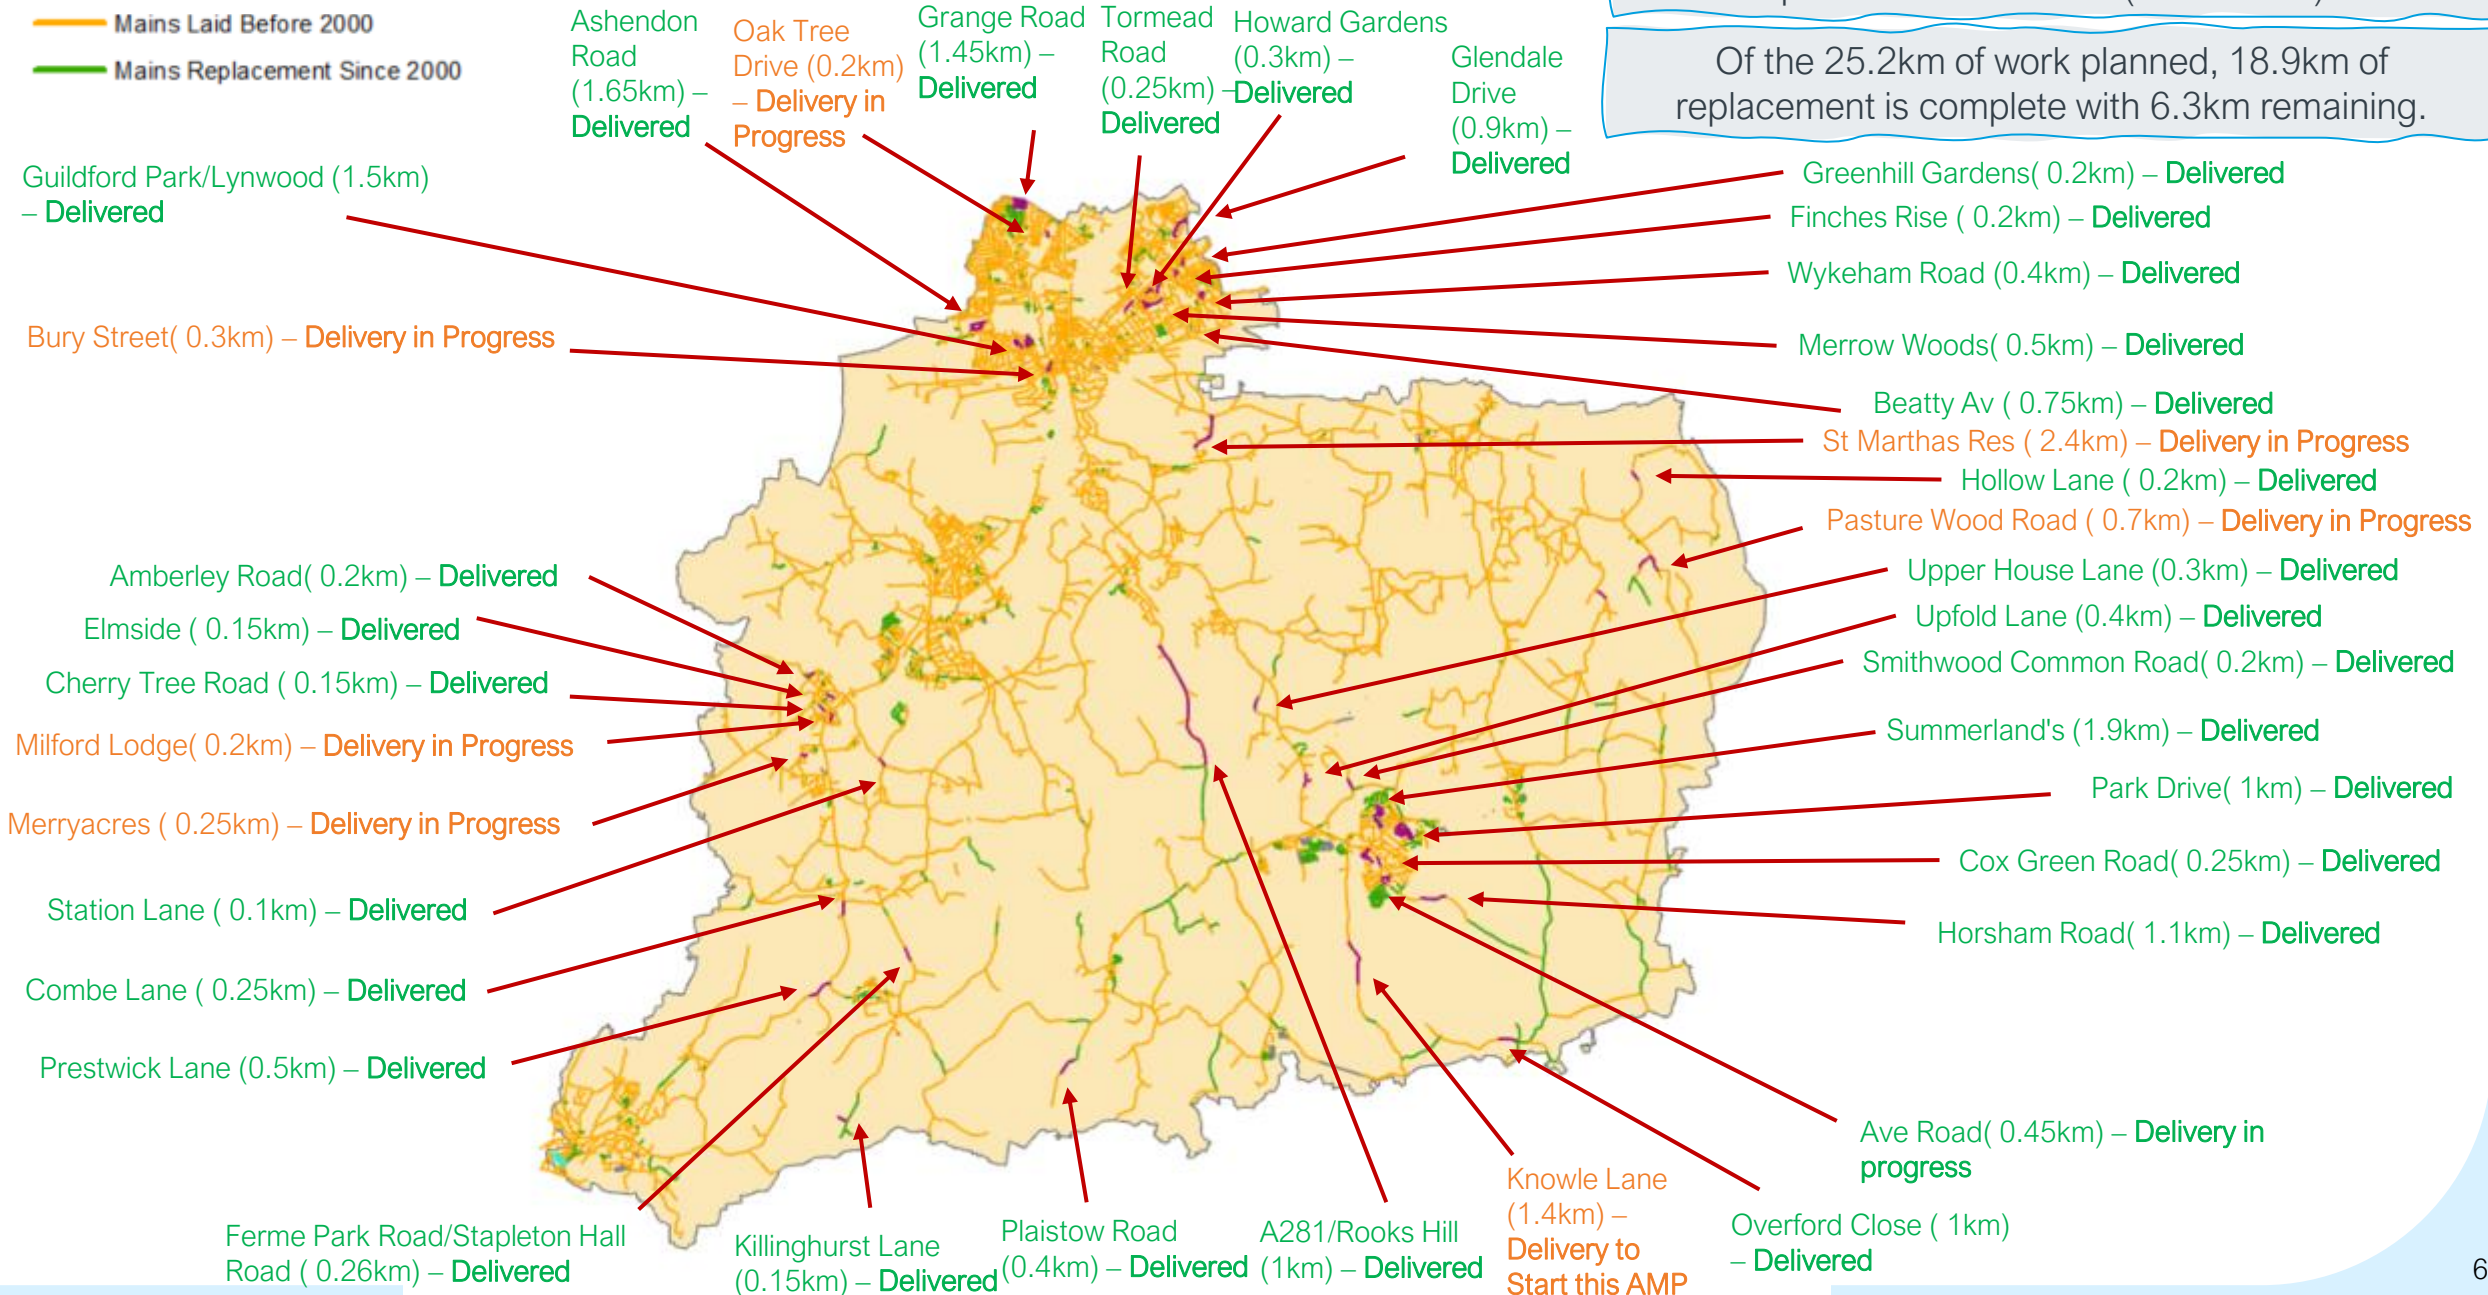 Mains Laid Before 2000
Mains Replacement Since 2000
Ashendon
Road
(1.65km) –
Delivered
Oak Tree
Drive (0.2km)
– Delivery in
Progress
Grange Road
(1.45km) –
Delivered
Tormead
Road
(0.25km) –
Delivered
Howard Gardens
(0.3km) –
Delivered
Glendale
Drive
(0.9km) –
Delivered
Of the 25.2km of work planned, 18.9km of
replacement is complete with 6.3km remaining.
Guildford Park/Lynwood (1.5km)
– Delivered
Bury Street( 0.3km) – Delivery in Progress
Amberley Road( 0.2km) – Delivered
Elmside ( 0.15km) – Delivered
Cherry Tree Road ( 0.15km) – Delivered
Milford Lodge( 0.2km) – Delivery in Progress
Merryacres ( 0.25km) – Delivery in Progress
Station Lane ( 0.1km) – Delivered
Combe Lane ( 0.25km) – Delivered
Prestwick Lane (0.5km) – Delivered
Greenhill Gardens( 0.2km) – Delivered
Finches Rise ( 0.2km) – Delivered
Wykeham Road (0.4km) – Delivered
Merrow Woods( 0.5km) – Delivered
Beatty Av ( 0.75km) – Delivered
St Marthas Res ( 2.4km) – Delivery in Progress
Hollow Lane ( 0.2km) – Delivered
Pasture Wood Road ( 0.7km) – Delivery in Progress
Upper House Lane (0.3km) – Delivered
Upfold Lane (0.4km) – Delivered
Smithwood Common Road( 0.2km) – Delivered
Summerland's (1.9km) – Delivered
Park Drive( 1km) – Delivered
Cox Green Road( 0.25km) – Delivered
Horsham Road( 1.1km) – Delivered
Ave Road( 0.45km) – Delivery in
progress
Ferme Park Road/Stapleton Hall
Road ( 0.26km) – Delivered
Killinghurst Lane
(0.15km) – Delivered
Plaistow Road
(0.4km) – Delivered
A281/Rooks Hill
(1km) – Delivered
Knowle Lane
(1.4km) –
Delivery to
Start this AMP
Overford Close ( 1km)
– Delivered
6